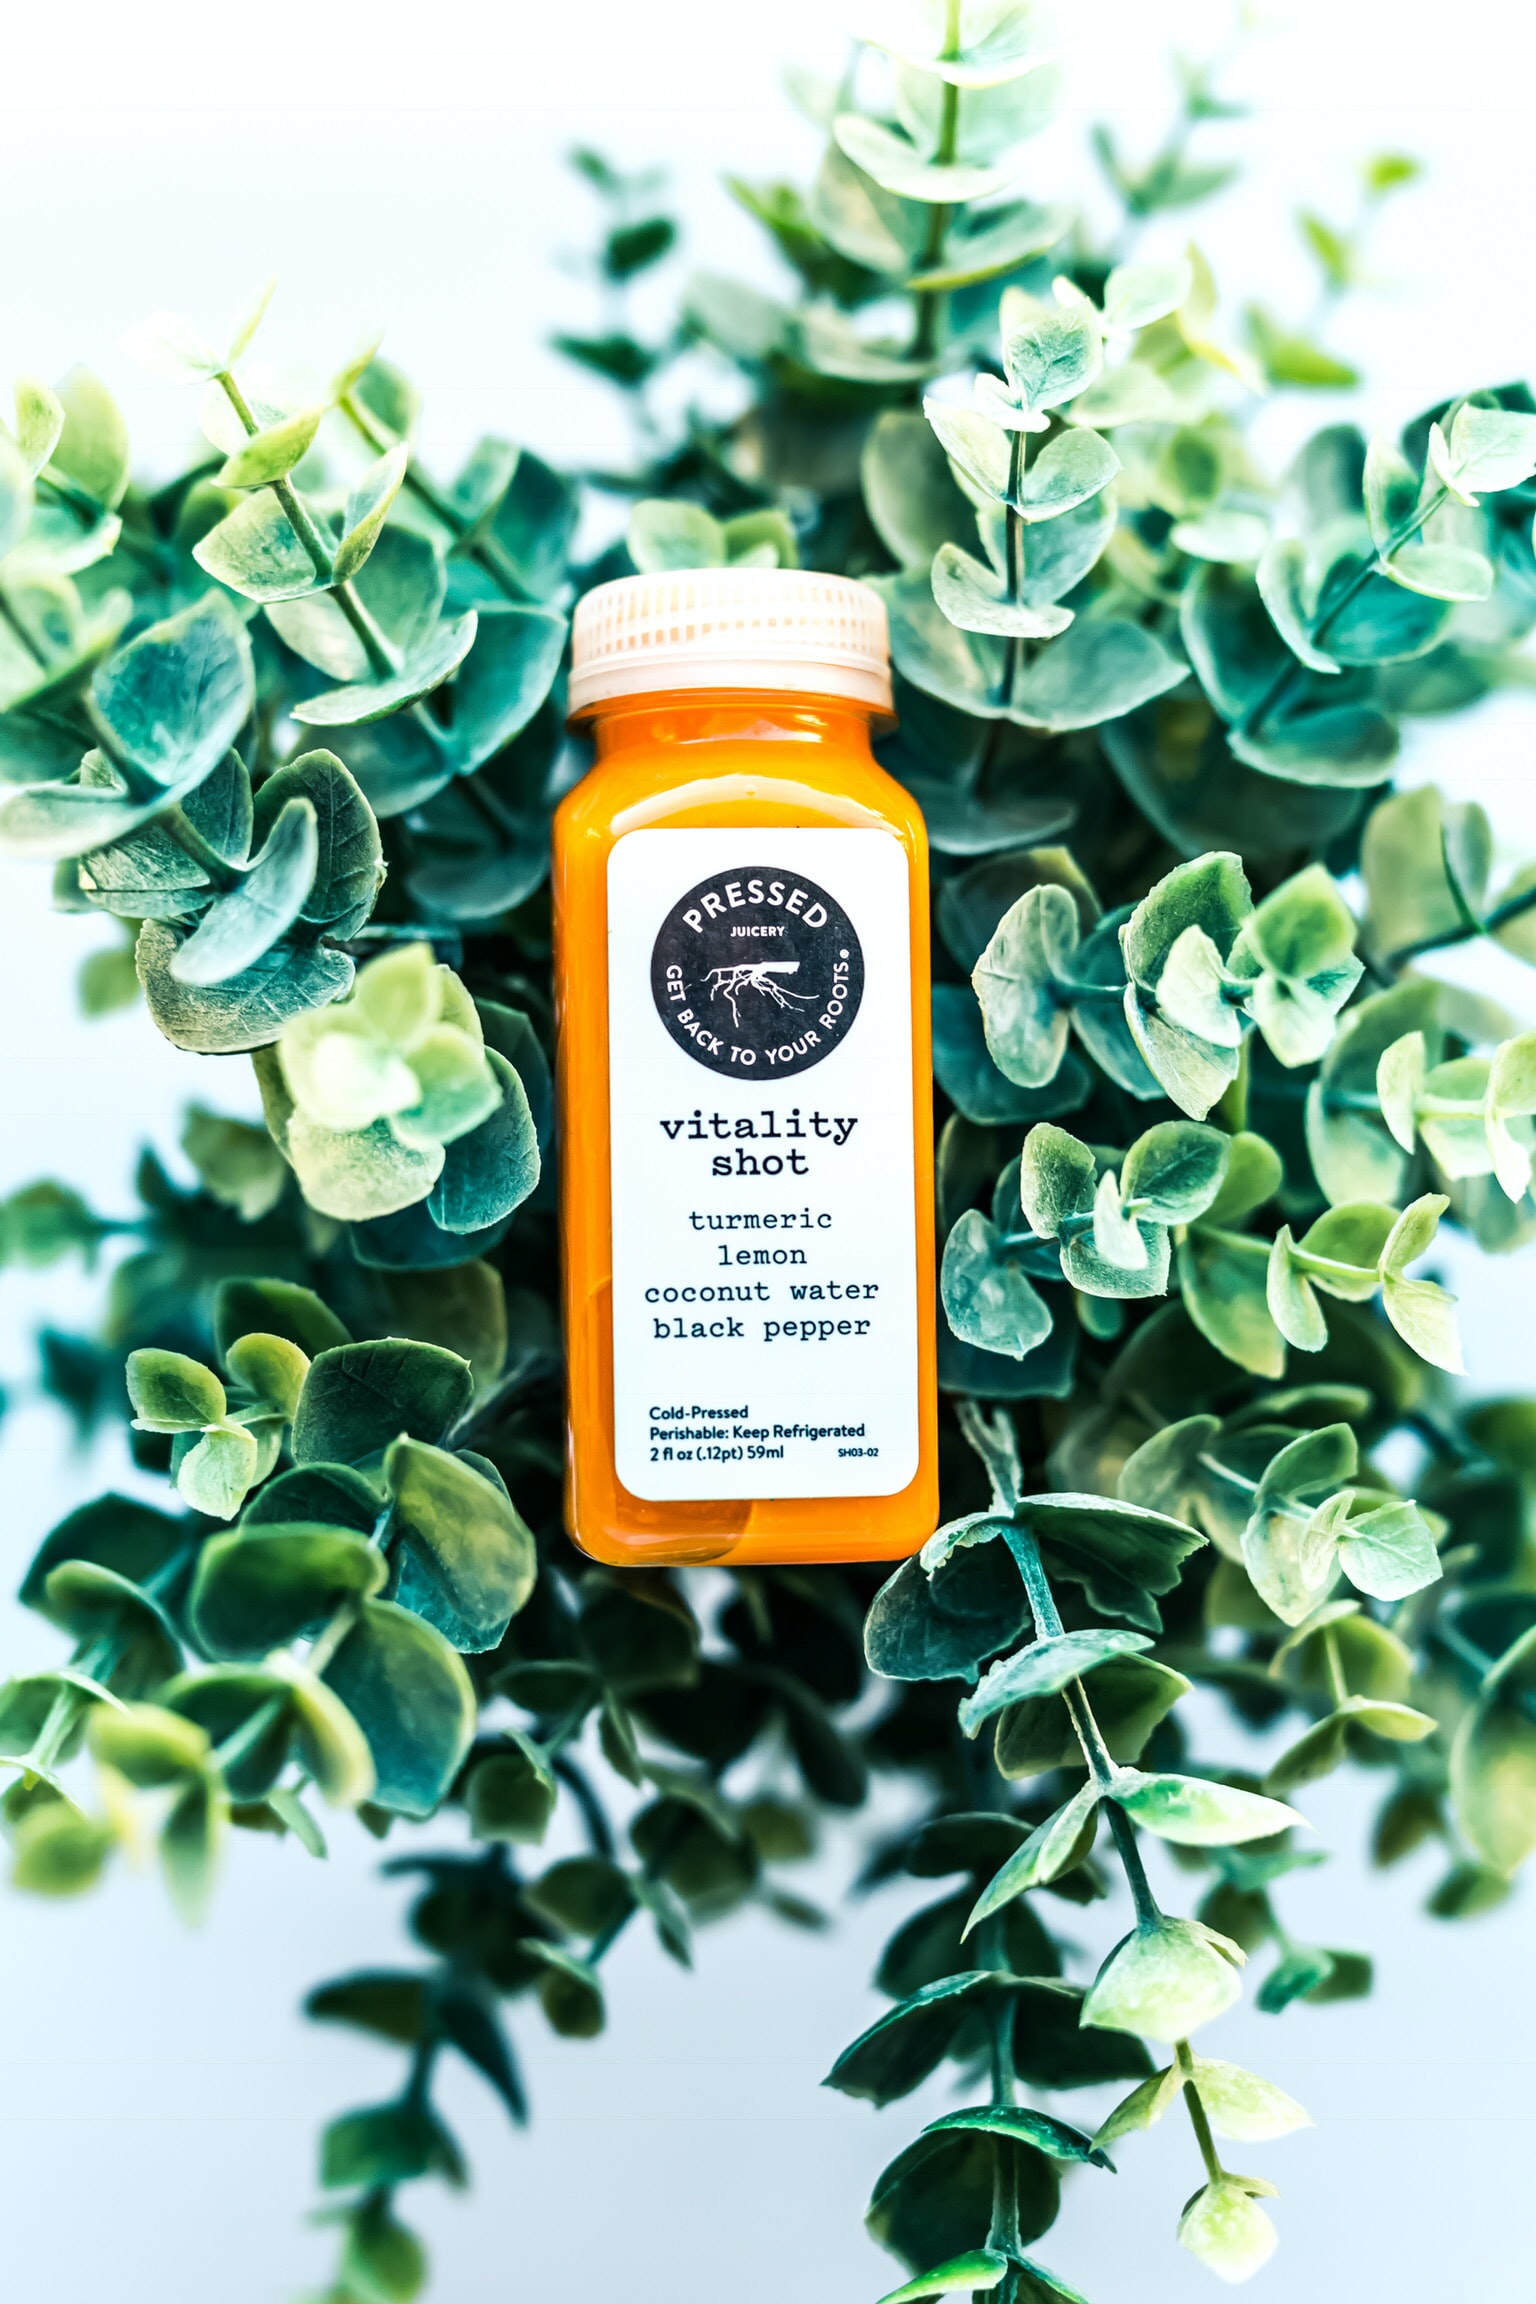 PRESSED
JUICERY
GET BACK TO YOUR ROOTS.
vitality
shot
turmeric
lemon
coconut water
black pepper
Cold-Pressed
Perishable: Keep Refrigerated
2 fl oz (.12pt) 59ml SH03-02